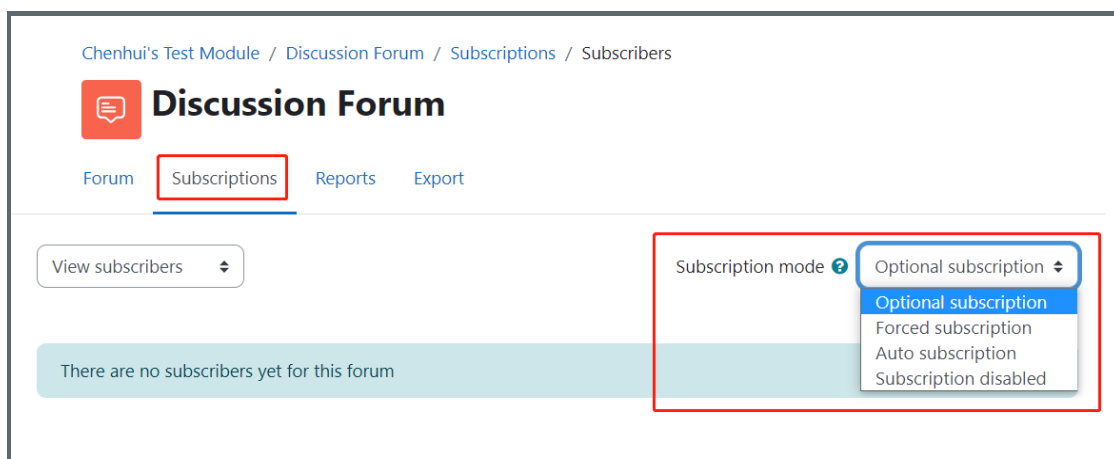 Chenhui's Test Module / Discussion Forum / Subscriptions / Subscribers
Discussion Forum
Forum Subscriptions Reports Export
View subscribers Subscription mode ? Optional subscription
Optional subscription
Forced subscription
Auto subscription
Subscription disabled
There are no subscribers yet for this forum